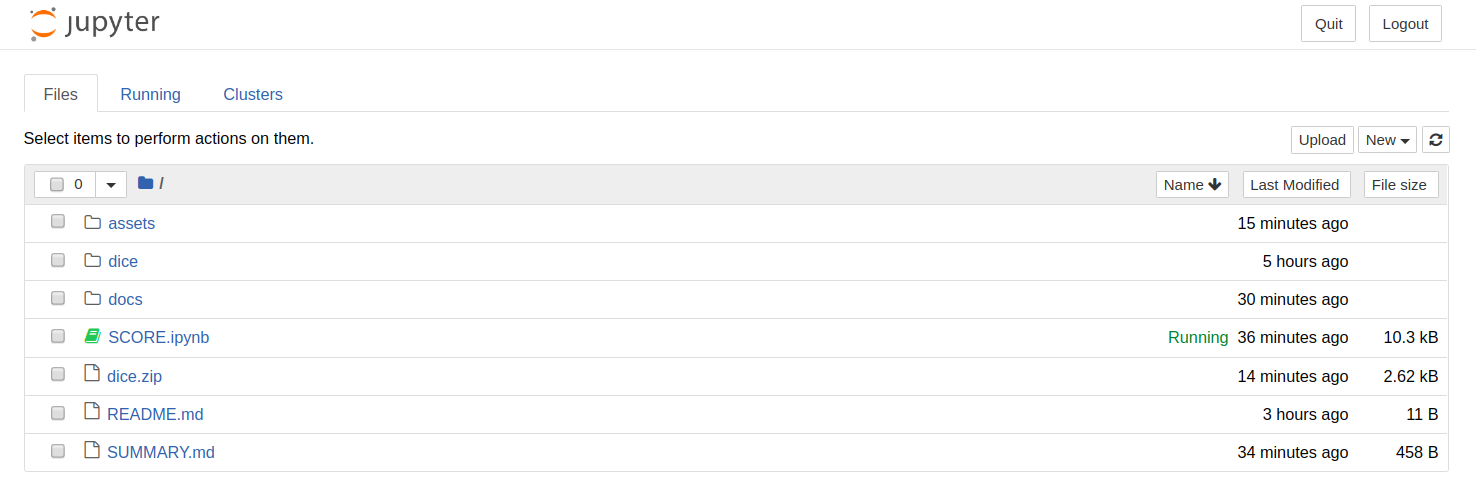 jupyter Quit Logout
Files Running Clusters
Select items to perform actions on them. Upload New
0 / Name Last Modified File size
assets 15 minutes ago
dice 5 hours ago
docs 30 minutes ago
SCORE.ipynb Running 36 minutes ago 10.3 kB
dice.zip 14 minutes ago 2.62 kB
README.md 3 hours ago 11 B
SUMMARY.md 34 minutes ago 458 B